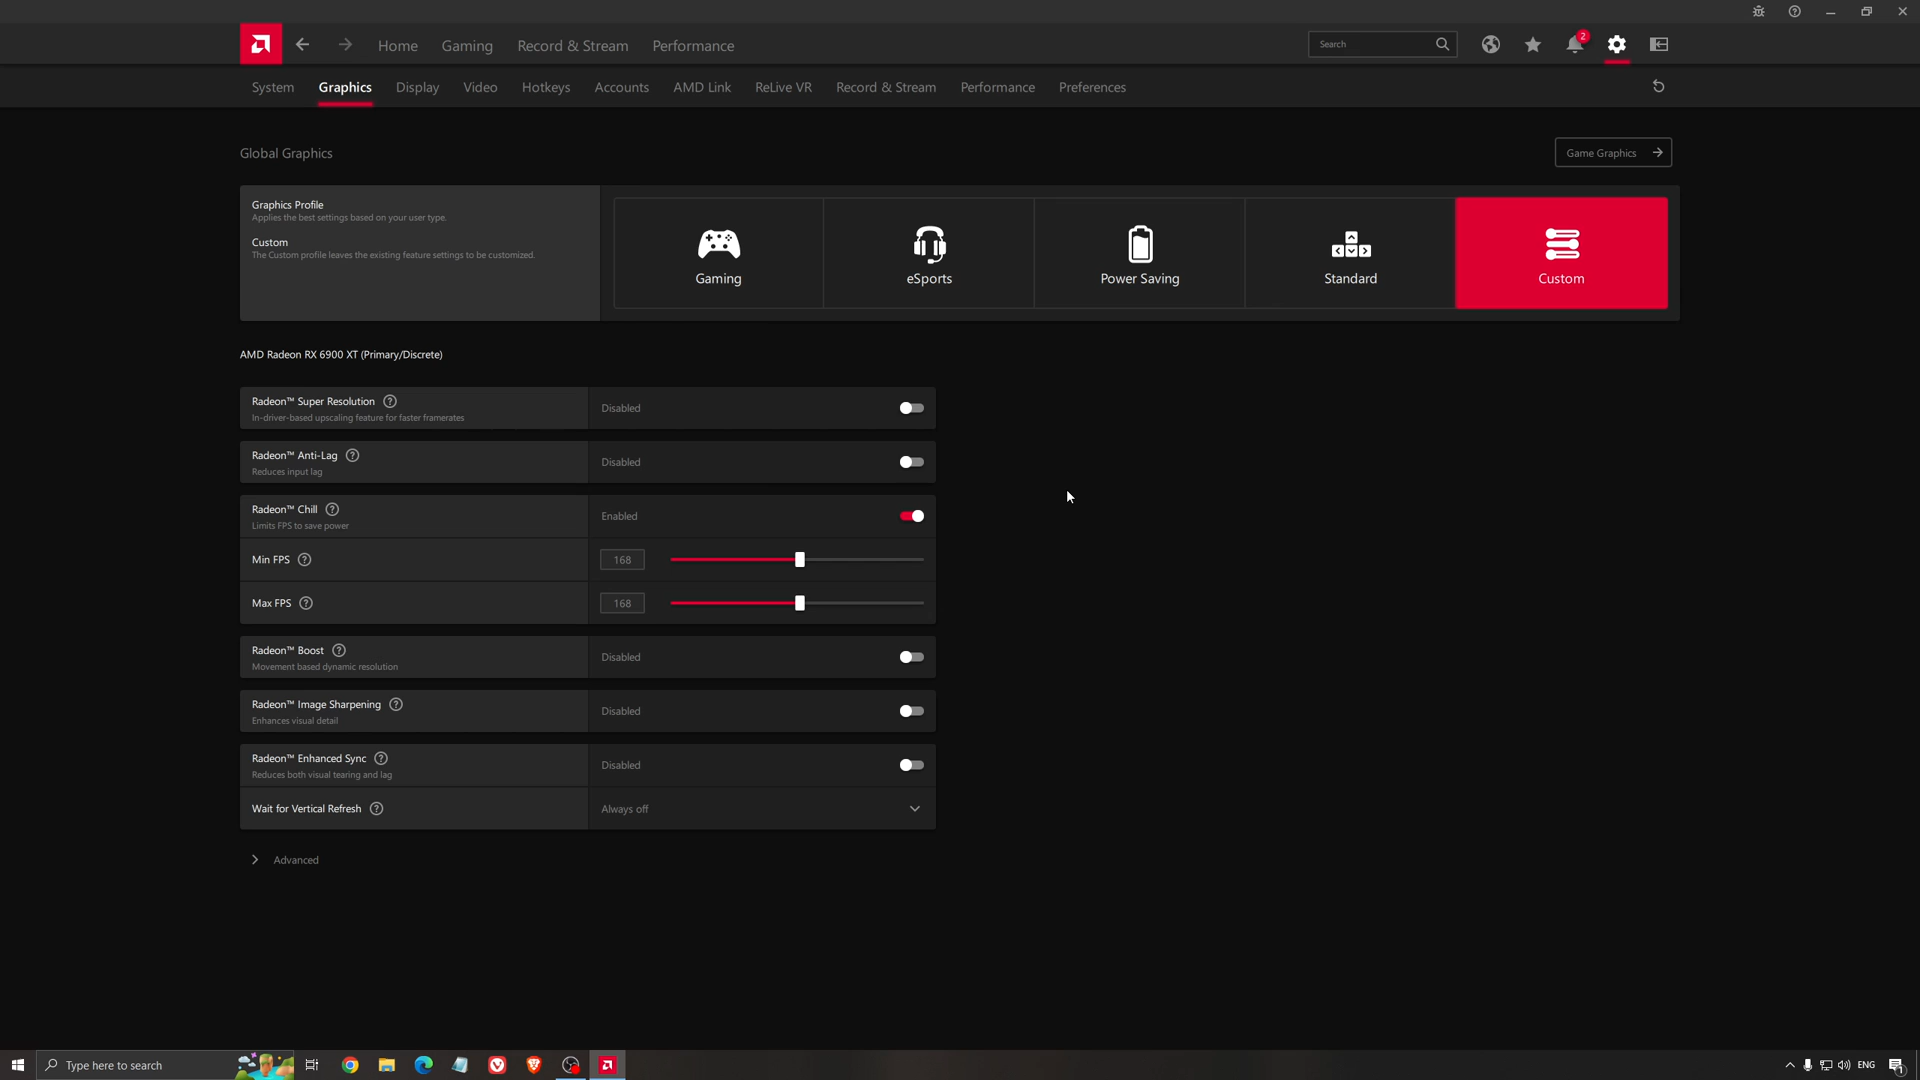 Home
Gaming
Record & Stream
Performance
Search
2
System
Graphics
Display
Video
Hotkeys
Accounts
AMD Link
ReLive VR
Record & Stream
Performance
Preferences
Global Graphics
Game Graphics
Graphics Profile
Applies the best settings based on your user type.
Custom
The Custom profile leaves the existing feature settings to be customized.
Gaming
eSports
Power Saving
Standard
Custom
AMD Radeon RX 6900 XT (Primary/Discrete)
Radeon™ Super Resolution
In-driver-based upscaling feature for faster framerates
Disabled
Radeon™ Anti-Lag
Reduces input lag
Disabled
Radeon™ Chill
Limits FPS to save power
Enabled
Min FPS
168
Max FPS
168
Radeon™ Boost
Movement based dynamic resolution
Disabled
Radeon™ Image Sharpening
Enhances visual detail
Disabled
Radeon™ Enhanced Sync
Reduces both visual tearing and lag
Disabled
Wait for Vertical Refresh
Always off
Advanced
Type here to search
ENG
1